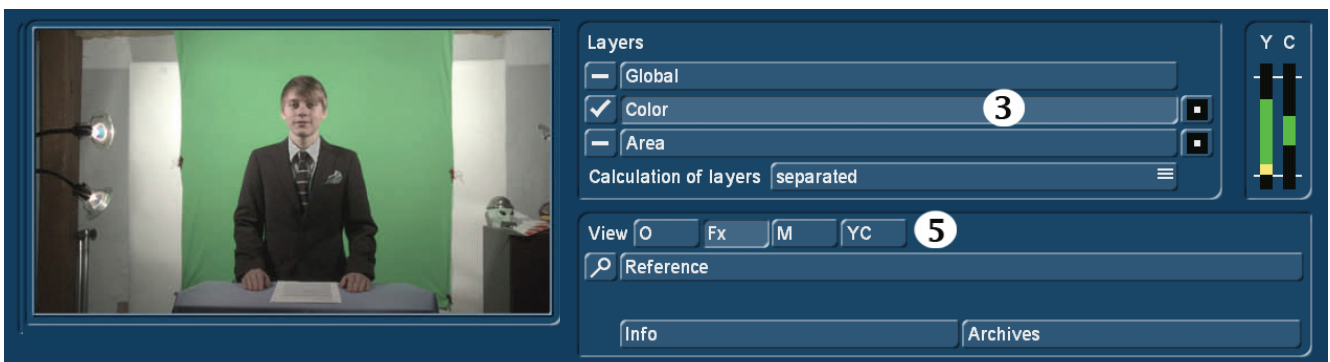 Layers
Global
Color 3
Area
Calculation of layers separated
Y C
View O Fx M YC 5
Reference
Info Archives